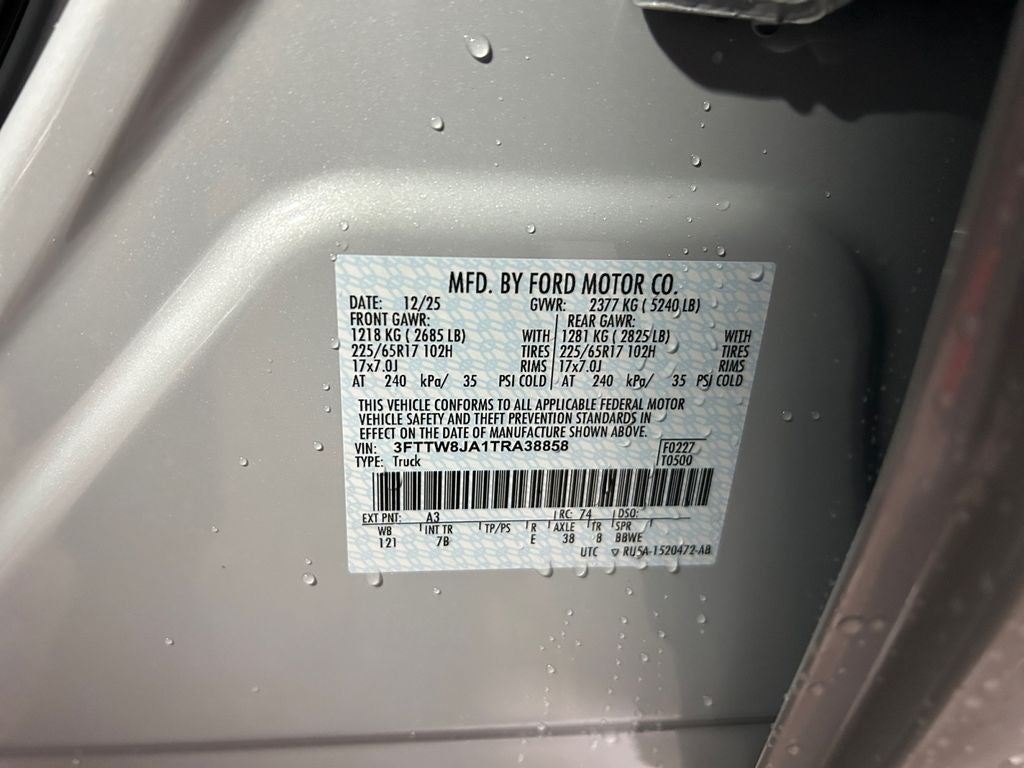 MFD. BY FORD MOTOR CO.
DATE: 12/25 GVWR: 2377 KG ( 5240 LB)
FRONT GAWR: REAR GAWR:
1218 KG ( 2685 LB) WITH 1281 KG ( 2825 LB) WITH
225/65R17 102H TIRES 225/65R17 102H TIRES
17x7.0J RIMS 17x7.0J RIMS
AT 240 kPa/ 35 PSI COLD AT 240 kPa/ 35 PSI COLD
THIS VEHICLE CONFORMS TO ALL APPLICABLE FEDERAL MOTOR
VEHICLE SAFETY AND THEFT PREVENTION STANDARDS IN
EFFECT ON THE DATE OF MANUFACTURE SHOWN ABOVE.
VIN: 3FTTW8JA1TRA38858 F0227
TYPE: Truck T0500
EXT PNT: A3 RC: 74 DSO:
WB INT TR TP/PS R AXLE TR SPR
121 7B E 38 8 BBWE
UTC ▽ RU5A-1520472-AB